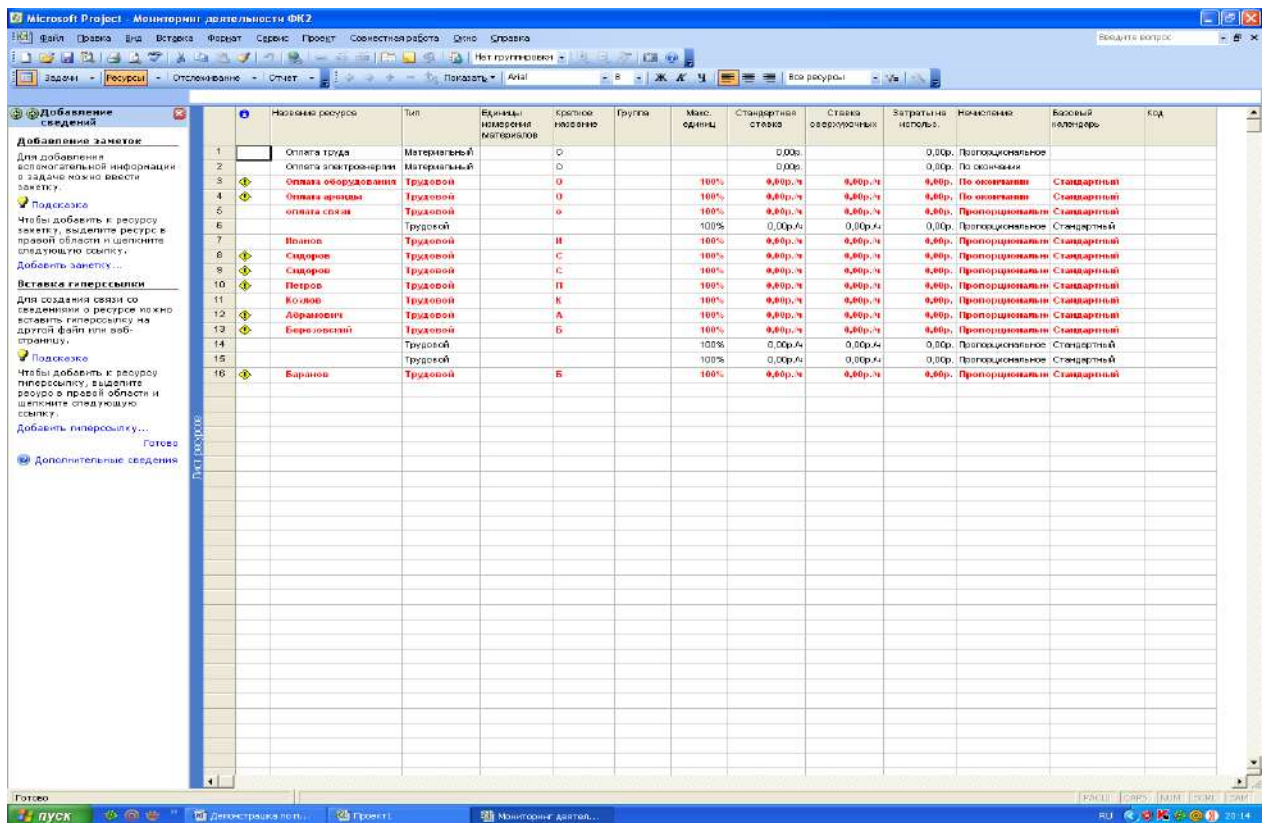 Microsoft Project - Мониторинг деятельности ФК2
Файл Правка Вид Вставка Формат Сервис Проект Совместная работа Окно Справка Введите вопрос
Нет группировки
Задачи Ресурсы Отслеживание Отчет Показать Arial 8 Ж К Ч Все ресурсы
Добавление сведений
Добавление заметок
Для добавления
вспомогательной информации
о задаче можно ввести
заметку.
Подсказка
Чтобы добавить к ресурсу
заметку, выделите ресурс в
правой области и щелкните
следующую ссылку.
Добавить заметку...
Вставка гиперссылки
Для создания связи со
сведениями о ресурсе можно
вставить гиперссылку на
другой файл или веб-
страницу.
Подсказка
Чтобы добавить к ресурсу
гиперссылку, выделите
ресурс в правой области и
щелкните следующую
ссылку.
Добавить гиперссылку...
Готово
Дополнительные сведения
Лист ресурсов
Название ресурса Тип Единицы измерения материалов Краткое название Группа Макс. единиц Стандартная ставка Ставка сверхурочных Затраты на использ. Начисление Базовый календарь Код
1 Оплата труда Материальный О 0,00р. 0,00р. Пропорциональное
2 Оплата электроэнергии Материальный О 0,00р. 0,00р. По окончании
3 Оплата оборудования Трудовой О 100% 0,00р./ч 0,00р./ч 0,00р. По окончании Стандартный
4 Оплата аренды Трудовой О 100% 0,00р./ч 0,00р./ч 0,00р. По окончании Стандартный
5 оплата связи Трудовой о 100% 0,00р./ч 0,00р./ч 0,00р. Пропорциональн Стандартный
6 Трудовой 100% 0,00р./ч 0,00р./ч 0,00р. Пропорциональное Стандартный
7 Иванов Трудовой И 100% 0,00р./ч 0,00р./ч 0,00р. Пропорциональн Стандартный
8 Сидоров Трудовой С 100% 0,00р./ч 0,00р./ч 0,00р. Пропорциональн Стандартный
9 Сидоров Трудовой С 100% 0,00р./ч 0,00р./ч 0,00р. Пропорциональн Стандартный
10 Петров Трудовой П 100% 0,00р./ч 0,00р./ч 0,00р. Пропорциональн Стандартный
11 Козлов Трудовой К 100% 0,00р./ч 0,00р./ч 0,00р. Пропорциональн Стандартный
12 Абрамович Трудовой А 100% 0,00р./ч 0,00р./ч 0,00р. Пропорциональн Стандартный
13 Березовский Трудовой Б 100% 0,00р./ч 0,00р./ч 0,00р. Пропорциональн Стандартный
14 Трудовой 100% 0,00р./ч 0,00р./ч 0,00р. Пропорциональное Стандартный
15 Трудовой 100% 0,00р./ч 0,00р./ч 0,00р. Пропорциональное Стандартный
16 Баранов Трудовой Б 100% 0,00р./ч 0,00р./ч 0,00р. Пропорциональн Стандартный
Готово
пуск Демонстрашка по п... Проект1 Мониторинг деятел... RU 20:14